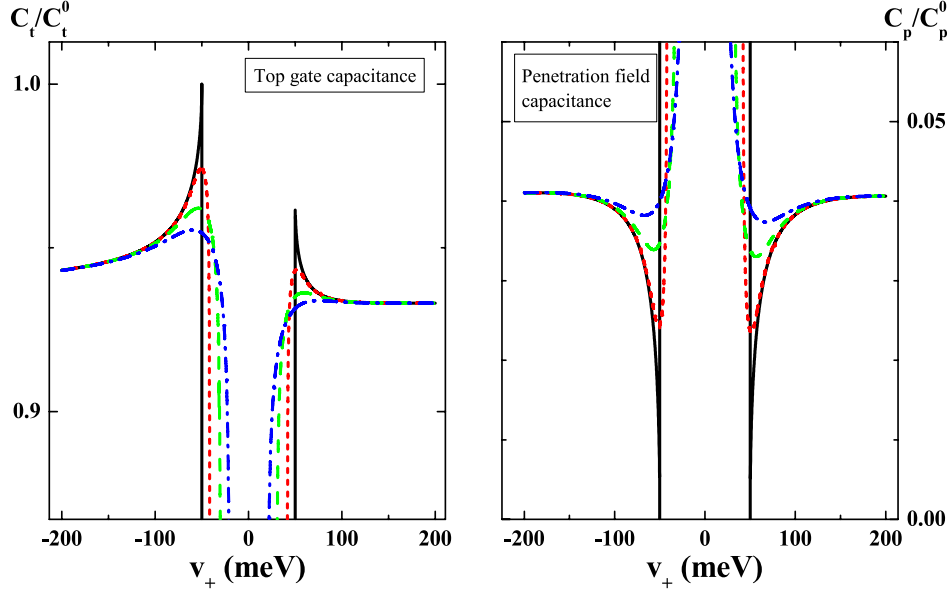 C_t/C_t^0
1.0
0.9
Top gate capacitance
-200 -100 0 100 200
v_+ (meV)
C_p/C_p^0
Penetration field
capacitance
0.05
0.00
-200 -100 0 100 200
v_+ (meV)